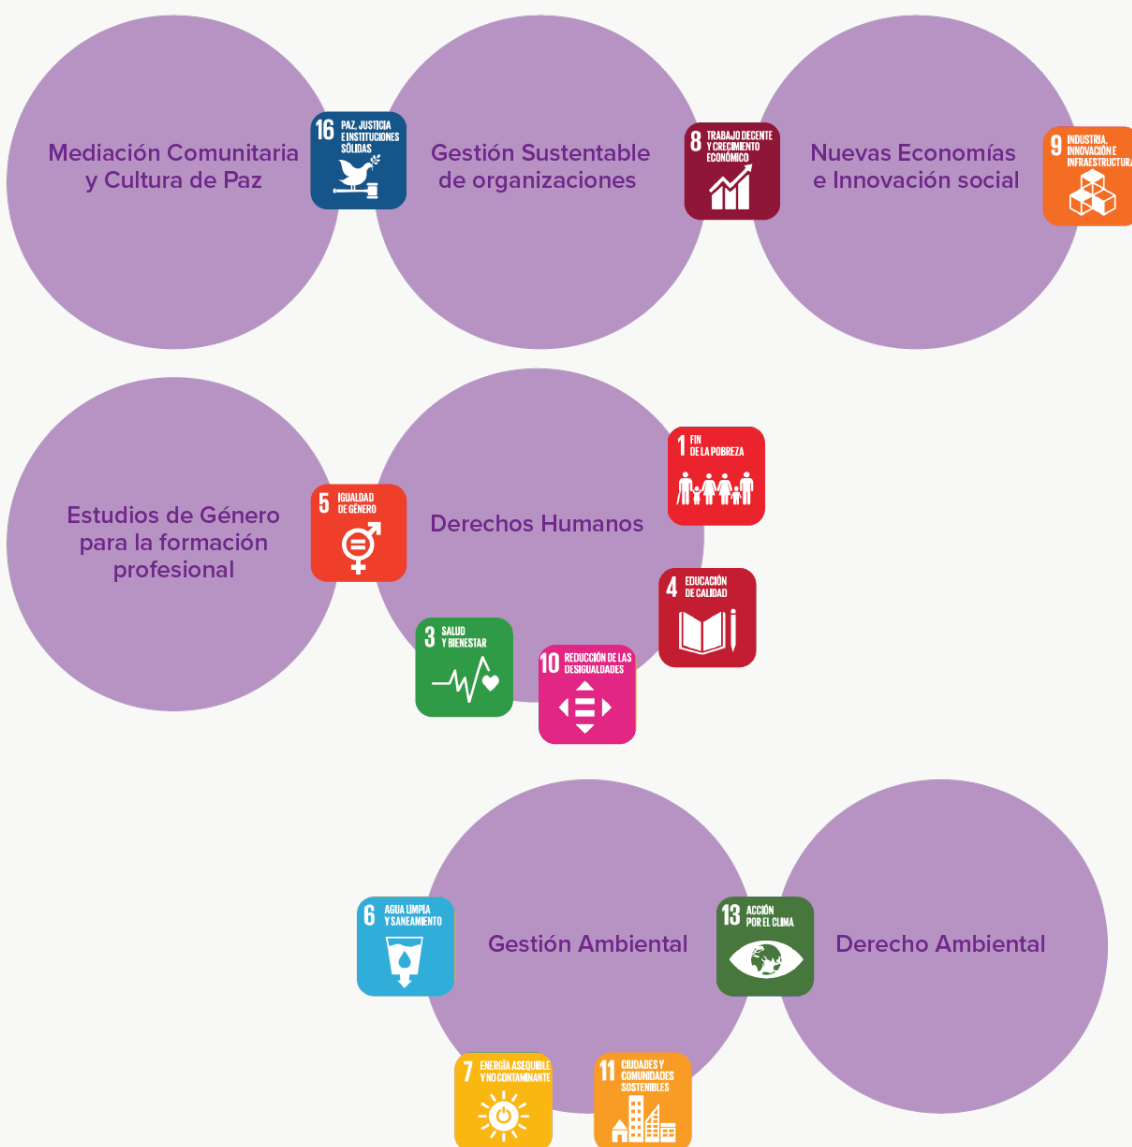 Mediación Comunitaria
y Cultura de Paz
16 PAZ, JUSTICIA
E INSTITUCIONES
SÓLIDAS
Gestión Sustentable
de organizaciones
8 TRABAJO DECENTE
Y CRECIMIENTO
ECONÓMICO
Nuevas Economías
e Innovación social
9 INDUSTRIA,
INNOVACIÓN E
INFRAESTRUCTURA
Estudios de Género
para la formación
profesional
5 IGUALDAD
DE GÉNERO
Derechos Humanos
1 FIN
DE LA POBREZA
4 EDUCACIÓN
DE CALIDAD
3 SALUD
Y BIENESTAR
10 REDUCCIÓN DE LAS
DESIGUALDADES
6 AGUA LIMPIA
Y SANEAMIENTO
Gestión Ambiental
13 ACCIÓN
POR EL CLIMA
Derecho Ambiental
7 ENERGÍA ASEQUIBLE
Y NO CONTAMINANTE
11 CIUDADES Y
COMUNIDADES
SOSTENIBLES